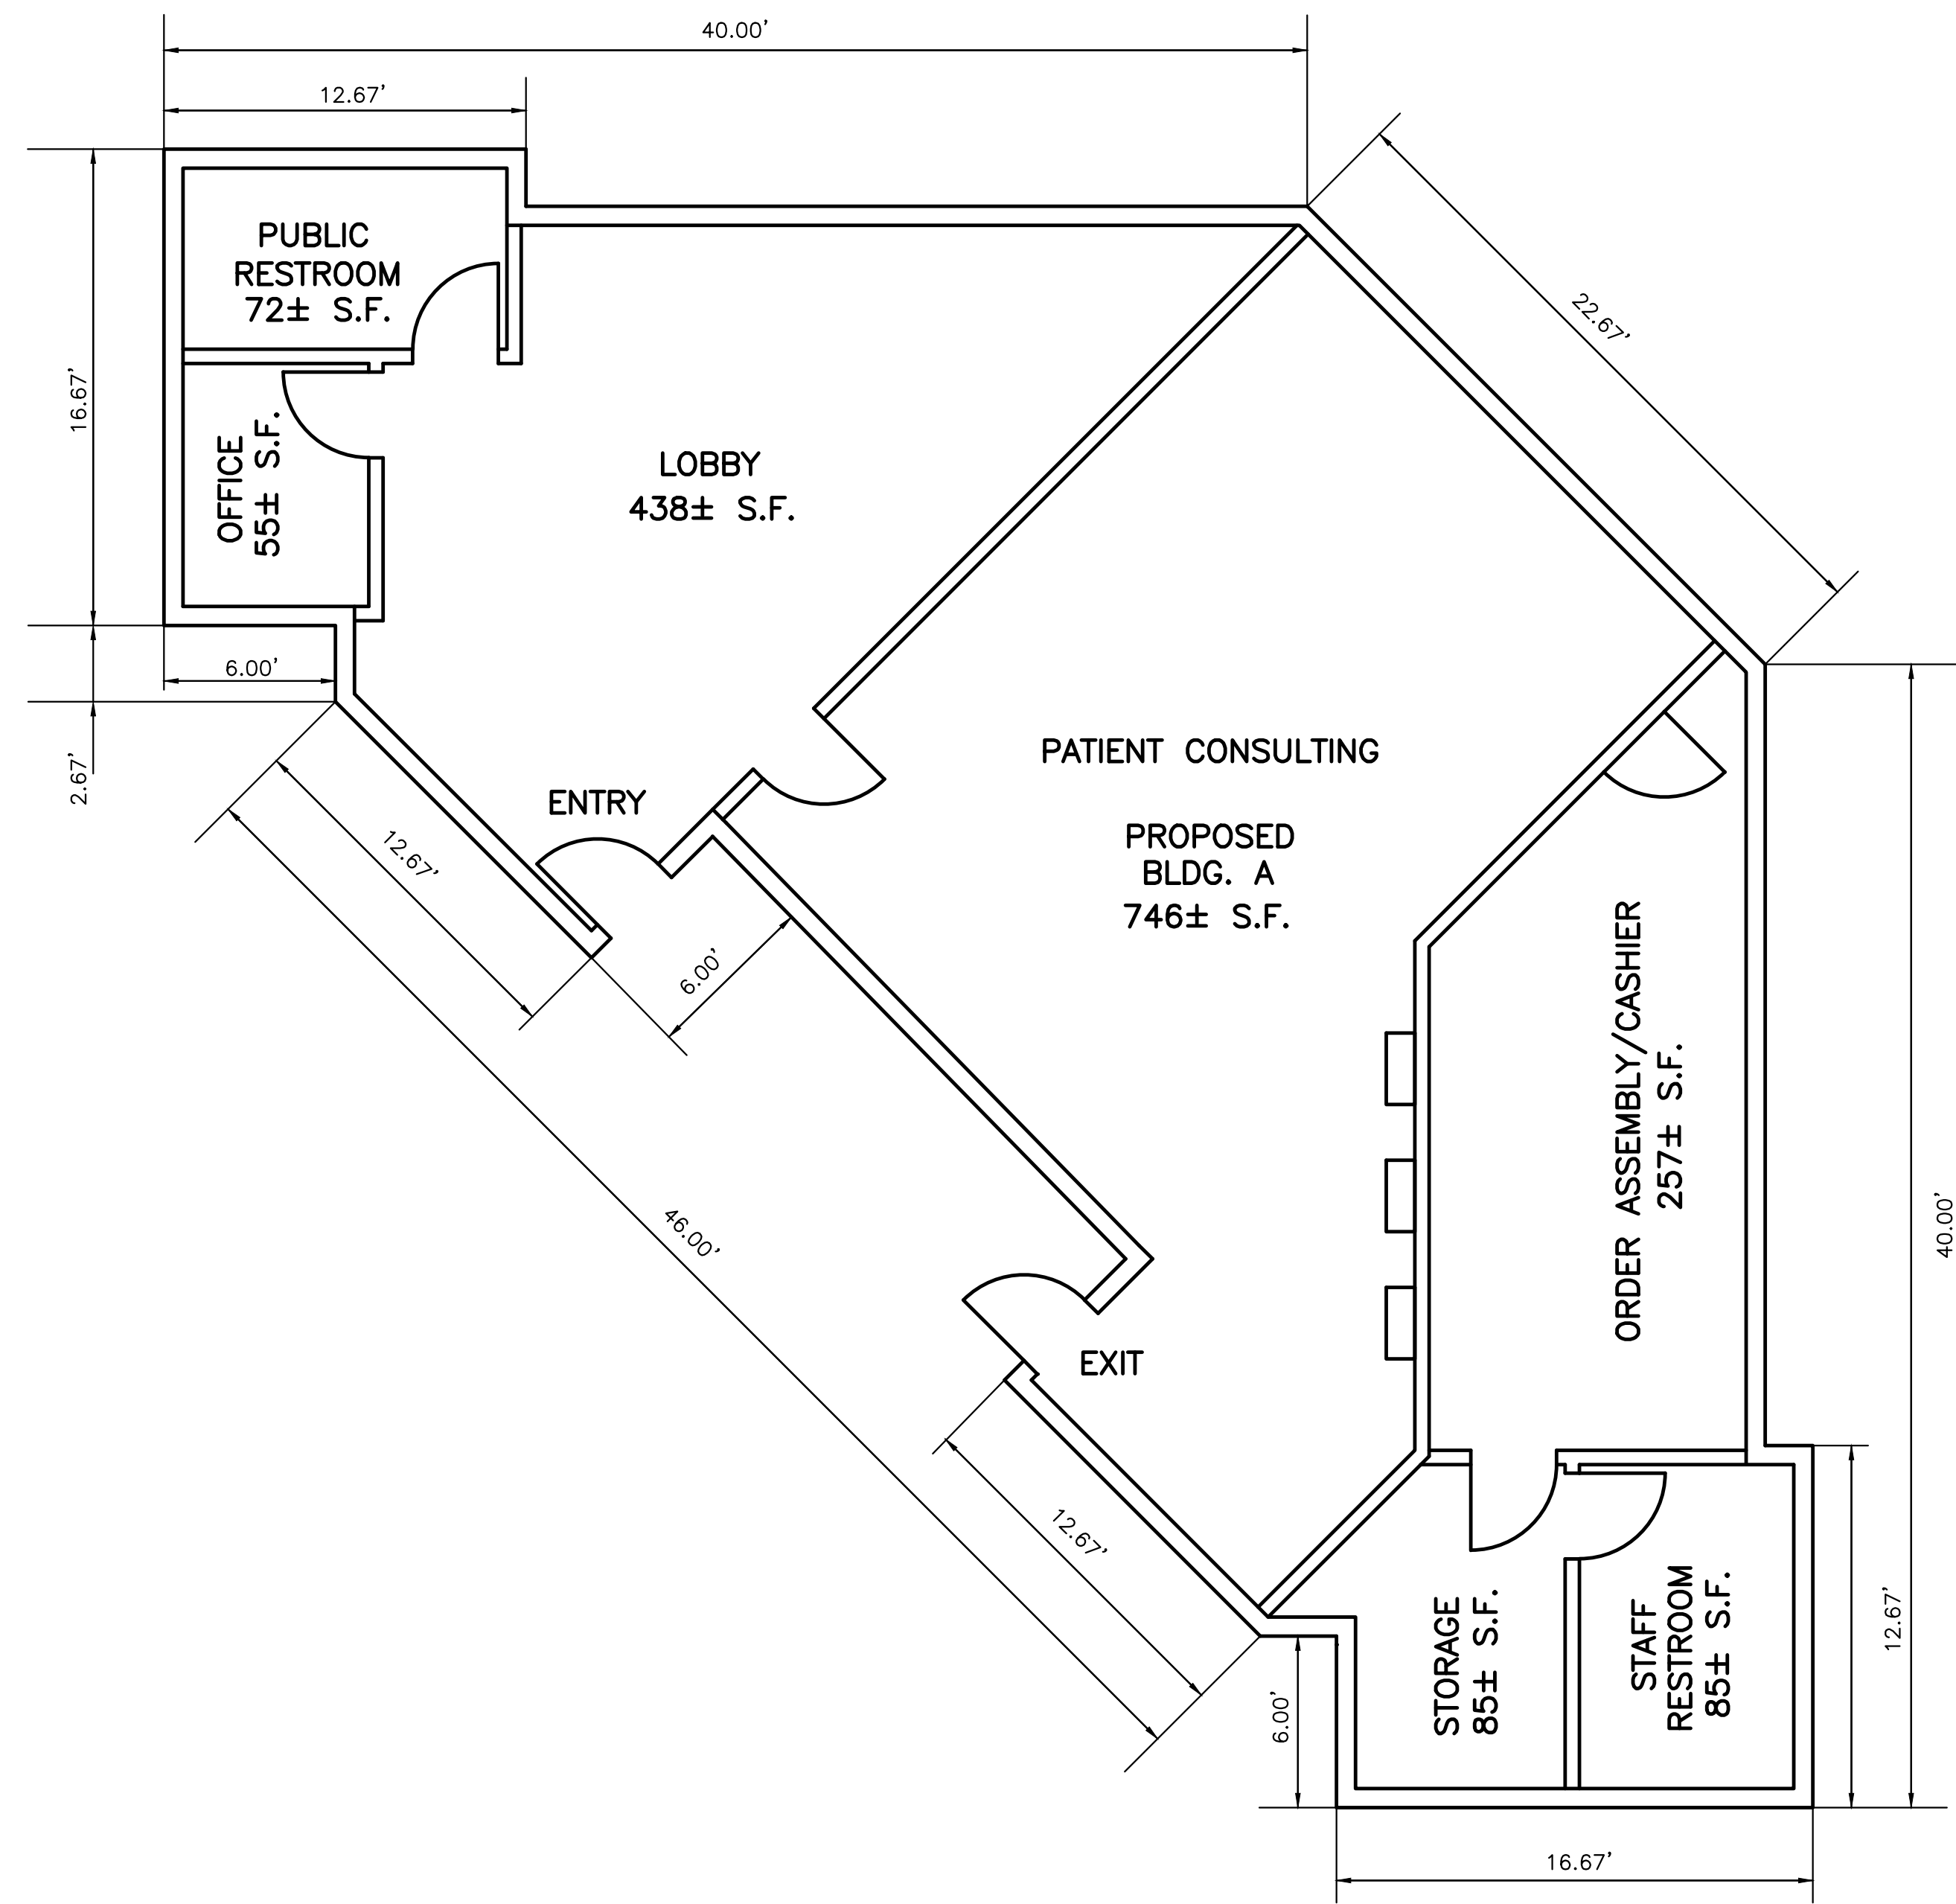 40.00'
12.67'
22.67'
16.67'
PUBLIC
RESTROOM
72± S.F.
OFFICE
55± S.F.
LOBBY
438± S.F.
6.00'
2.67'
ENTRY
12.67'
6.00'
PATIENT CONSULTING
PROPOSED
BLDG. A
746± S.F.
ORDER ASSEMBLY/CASHIER
257± S.F.
40.00'
46.00'
EXIT
12.67'
STORAGE
85± S.F.
STAFF
RESTROOM
85± S.F.
12.67'
6.00'
16.67'